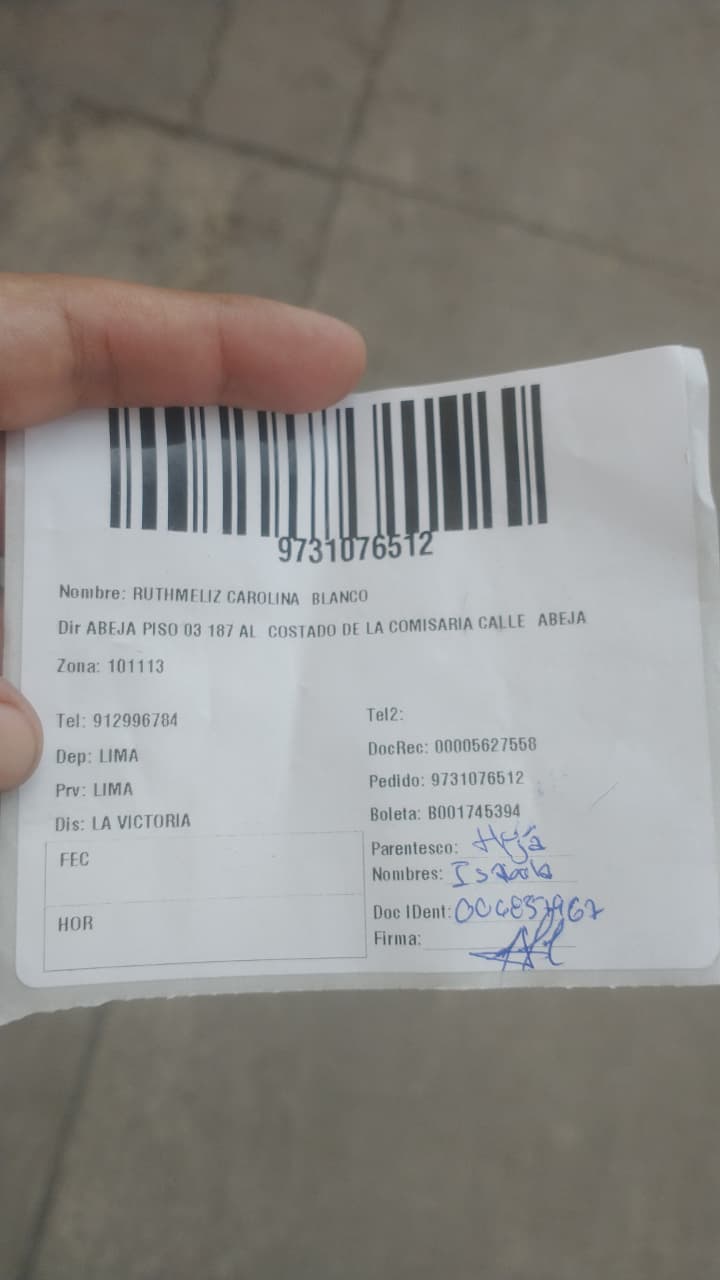 9731076512
Nombre: RUTHMELIZ CAROLINA BLANCO
Dir ABEJA PISO 03 187 AL COSTADO DE LA COMISARIA CALLE ABEJA
Zona: 101113
Tel: 912996784
Dep: LIMA
Prv: LIMA
Dis: LA VICTORIA
FEC
HOR
Tel2:
DocRec: 00005627558
Pedido: 9731076512
Boleta: B001745394
Parentesco: Hija
Nombres:
Doc IDent:
Firma: